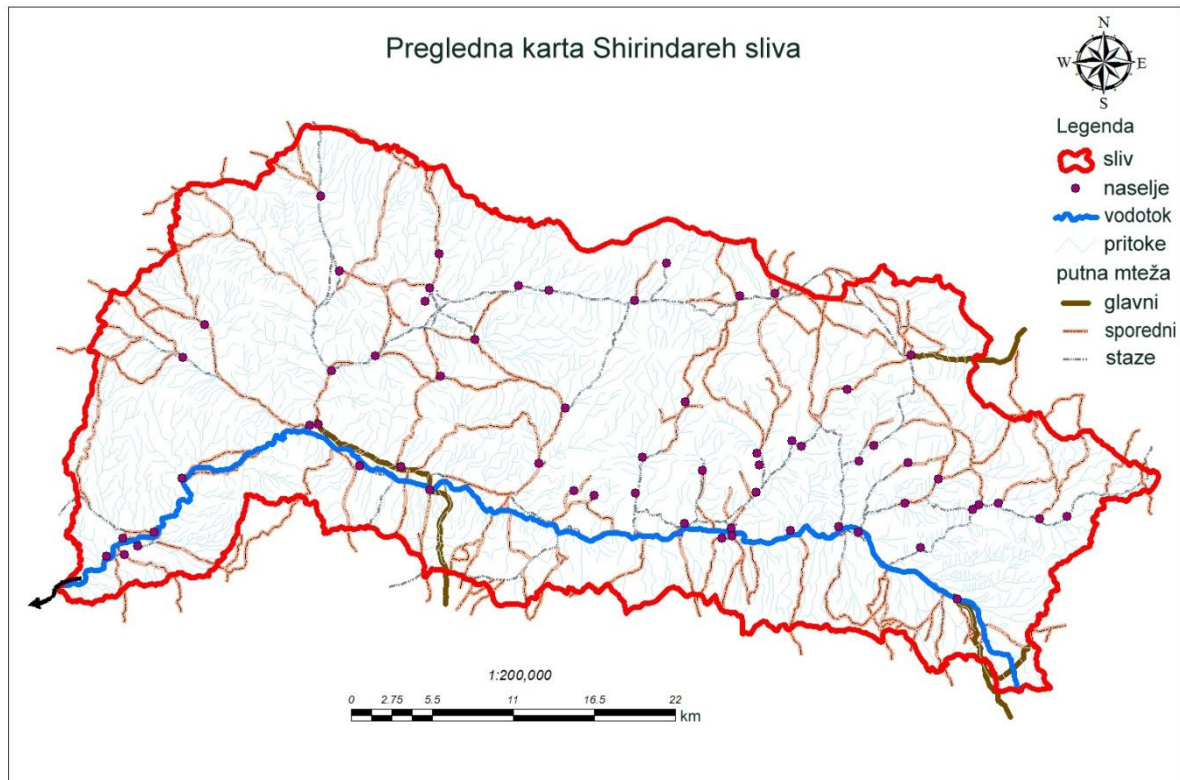 Pregledna karta Shirindareh sliva
N
W E
S
Legenda
sliv
naselje
vodotok
pritoke
putna mteža
glavni
sporedni
staze
1:200,000
0 2.75 5.5 11 16.5 22
km